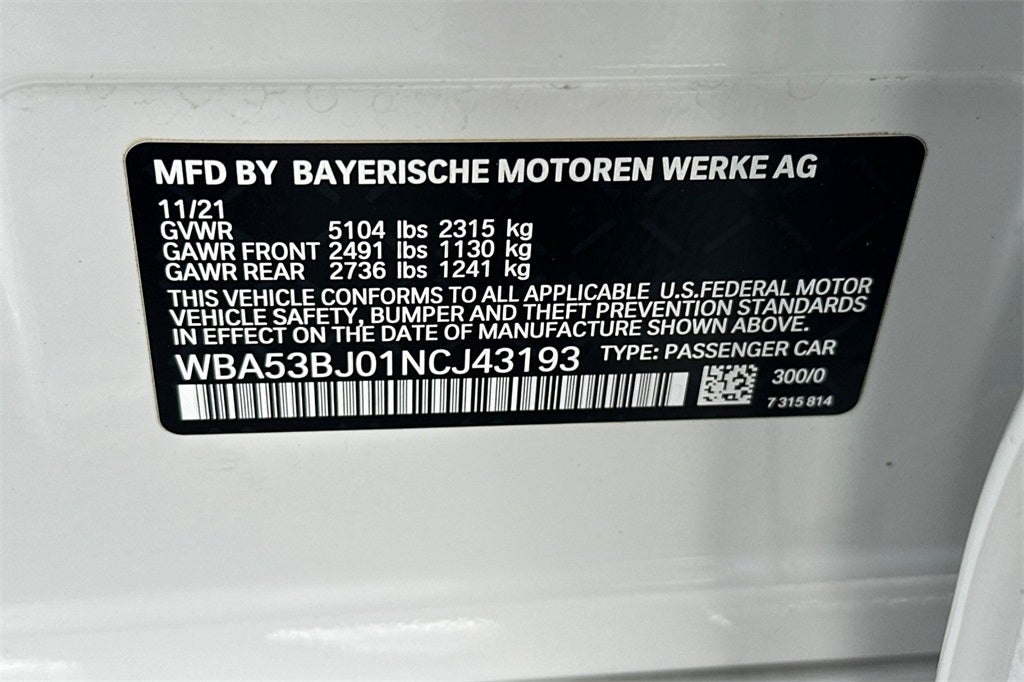 MFD BY BAYERISCHE MOTOREN WERKE AG
11/21
GVWR 5104 lbs 2315 kg
GAWR FRONT 2491 lbs 1130 kg
GAWR REAR 2736 lbs 1241 kg
THIS VEHICLE CONFORMS TO ALL APPLICABLE U.S.FEDERAL MOTOR
VEHICLE SAFETY, BUMPER AND THEFT PREVENTION STANDARDS
IN EFFECT ON THE DATE OF MANUFACTURE SHOWN ABOVE.
WBA53BJ01NCJ43193 TYPE: PASSENGER CAR
300/0
7 315 814